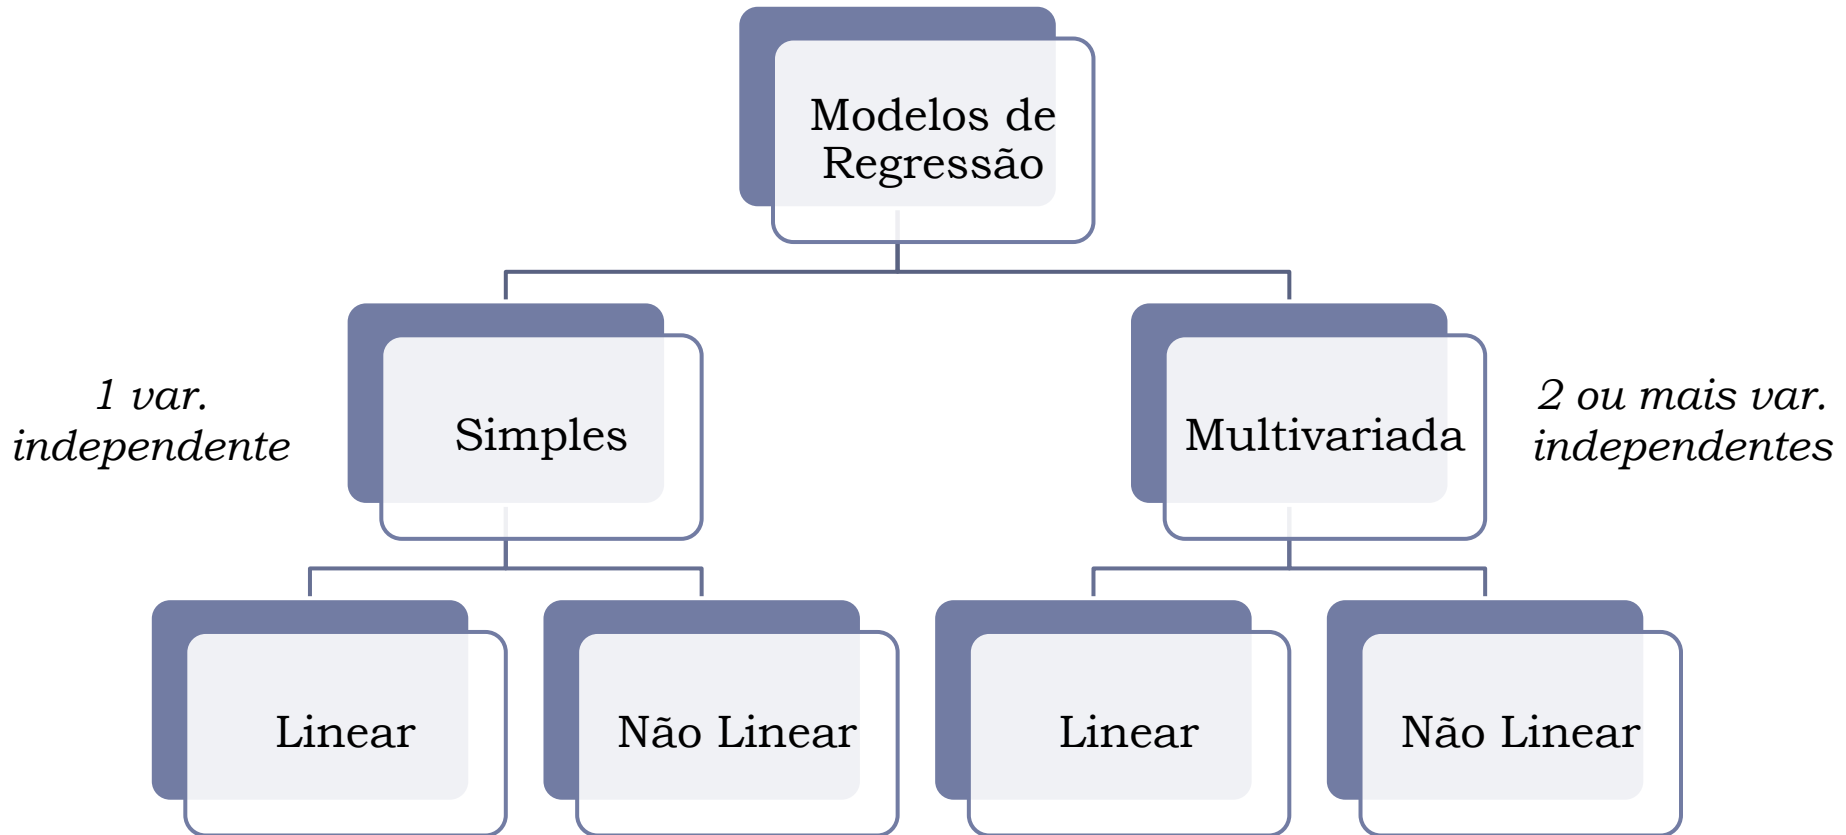 Modelos de
Regressão
1 var.
independente
Simples
Multivariada
2 ou mais var.
independentes
Linear
Não Linear
Linear
Não Linear